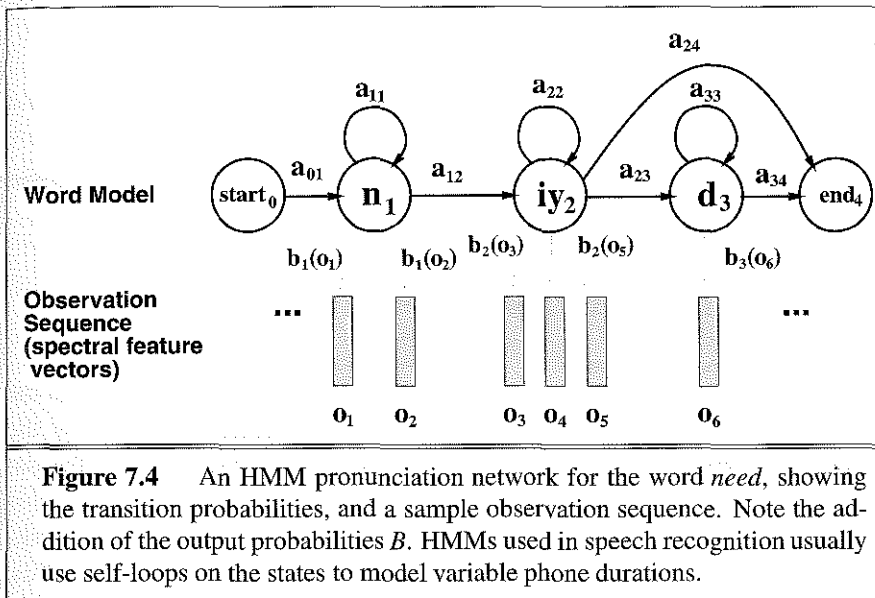 a24
a11 a22 a33
a01 a12 a23 a34
Word Model start0 n1 iy2 d3 end4
b1(o1) b1(o2) b2(o3) b2(o5) b3(o6)
Observation
Sequence ... ...
(spectral feature
vectors)
o1 o2 o3 o4 o5 o6
Figure 7.4 An HMM pronunciation network for the word need, showing
the transition probabilities, and a sample observation sequence. Note the ad-
dition of the output probabilities B. HMMs used in speech recognition usually
use self-loops on the states to model variable phone durations.